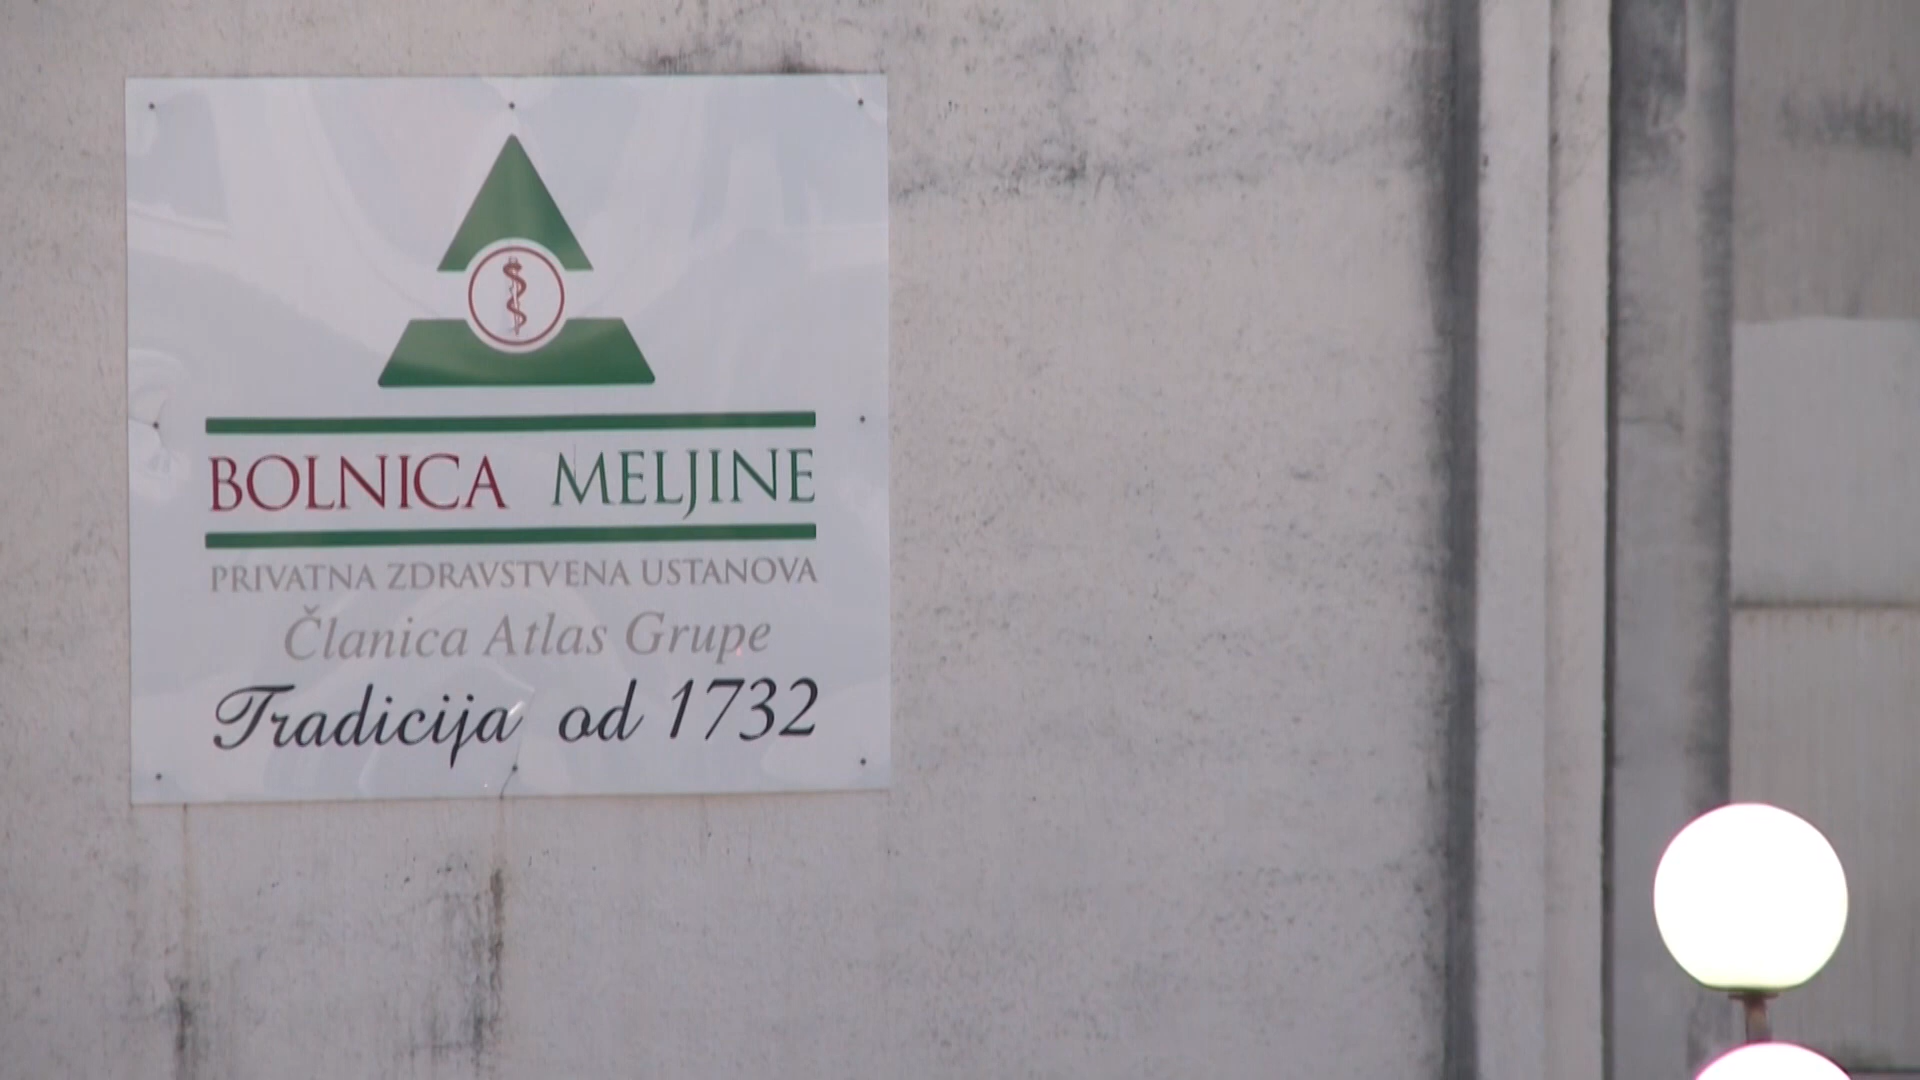 BOLNICA MELJINE
PRIVATNA ZDRAVSTVENA USTANOVA
Članica Atlas Grupe
Tradicija od 1732